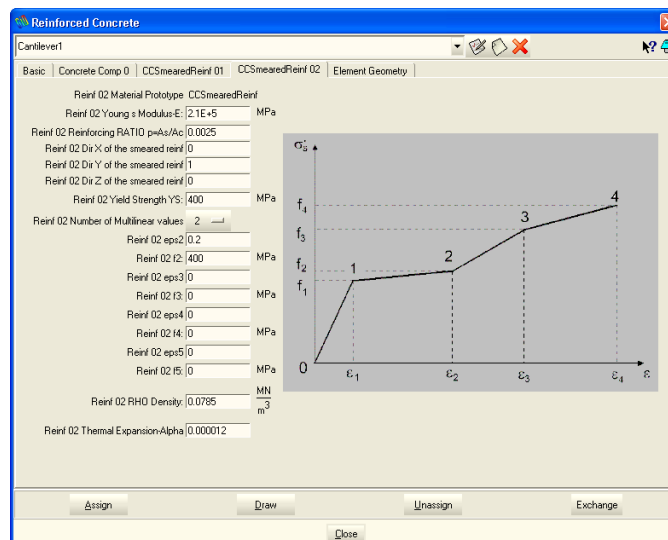 Reinforced Concrete
Cantilever1
Basic Concrete Comp 0 CCSmearedReinf 01 CCSmearedReinf 02 Element Geometry
Reinf 02 Material Prototype CCSmearedReinf
Reinf 02 Young s Modulus-E: 2.1E+5 MPa
Reinf 02 Reinforcing RATIO p=As/Ac 0.0025
Reinf 02 Dir X of the smeared reinf 0
Reinf 02 Dir Y of the smeared reinf 1
Reinf 02 Dir Z of the smeared reinf 0
Reinf 02 Yield Strength YS: 400 MPa
Reinf 02 Number of Multilinear values 2
Reinf 02 eps2 0.2
Reinf 02 f2: 400 MPa
Reinf 02 eps3 0
Reinf 02 f3: 0 MPa
Reinf 02 eps4 0
Reinf 02 f4: 0 MPa
Reinf 02 eps5 0
Reinf 02 f5: 0 MPa
Reinf 02 RHO Density: 0.0785 MN
m3
Reinf 02 Thermal Expansion-Alpha 0.000012
f4 4
f3 3
f2 2
f1 1
0 ε1 ε2 ε3 ε4 ε
Assign Draw Unassign Exchange
Close